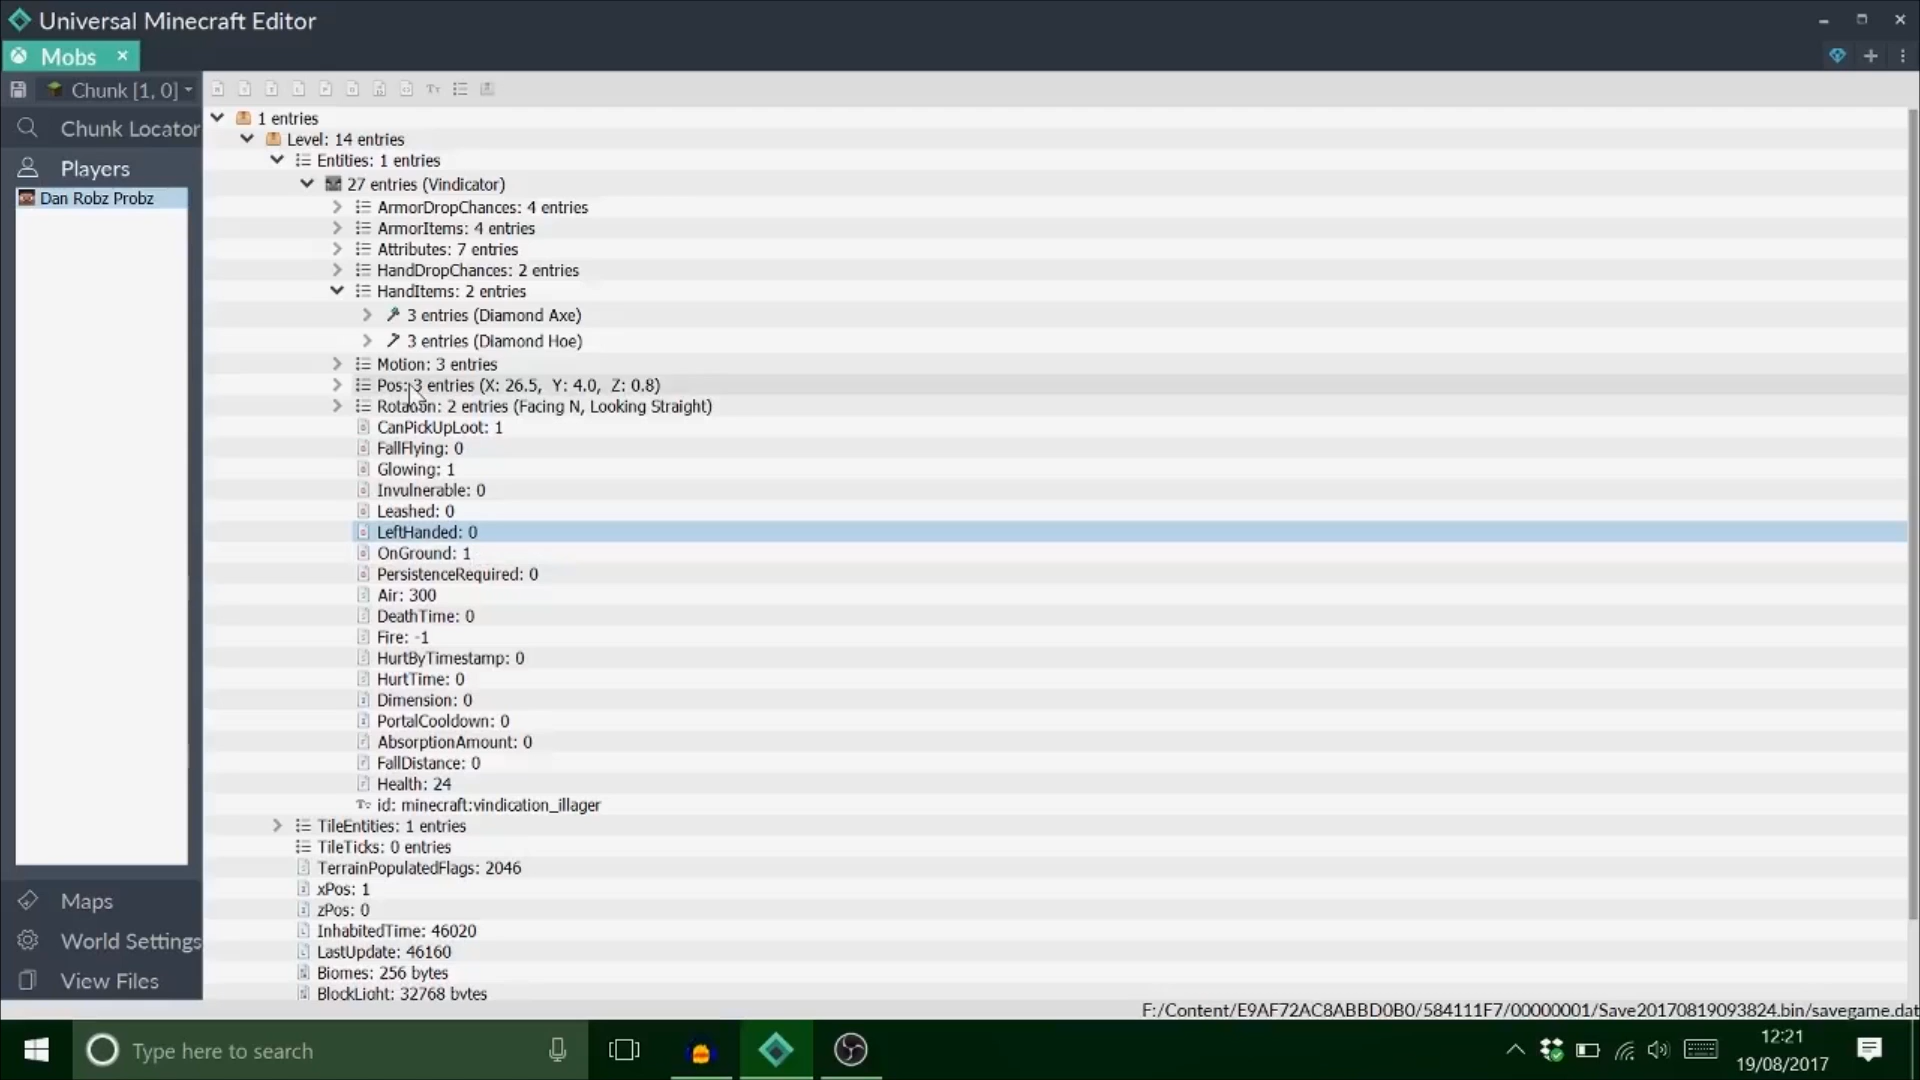 Universal Minecraft Editor
Mobs
Chunk [1, 0]
Chunk Locator
Players
Dan Robz Probz
1 entries
Level: 14 entries
Entities: 1 entries
27 entries (Vindicator)
ArmorDropChances: 4 entries
ArmorItems: 4 entries
Attributes: 7 entries
HandDropChances: 2 entries
HandItems: 2 entries
3 entries (Diamond Axe)
3 entries (Diamond Hoe)
Motion: 3 entries
Pos: 3 entries (X: 26.5, Y: 4.0, Z: 0.8)
Rotation: 2 entries (Facing N, Looking Straight)
CanPickUpLoot: 1
FallFlying: 0
Glowing: 1
Invulnerable: 0
Leashed: 0
LeftHanded: 0
OnGround: 1
PersistenceRequired: 0
Air: 300
DeathTime: 0
Fire: -1
HurtByTimestamp: 0
HurtTime: 0
Dimension: 0
PortalCooldown: 0
AbsorptionAmount: 0
FallDistance: 0
Health: 24
id: minecraft:vindication_illager
TileEntities: 1 entries
TileTicks: 0 entries
TerrainPopulatedFlags: 2046
xPos: 1
zPos: 0
InhabitedTime: 46020
LastUpdate: 46160
Biomes: 256 bytes
BlockLight: 32768 bytes
Maps
World Settings
View Files
F:/Content/E9AF72AC8ABBD0B0/584111F7/00000001/Save20170819093824.bin/savegame.dat
Type here to search
12:21
19/08/2017